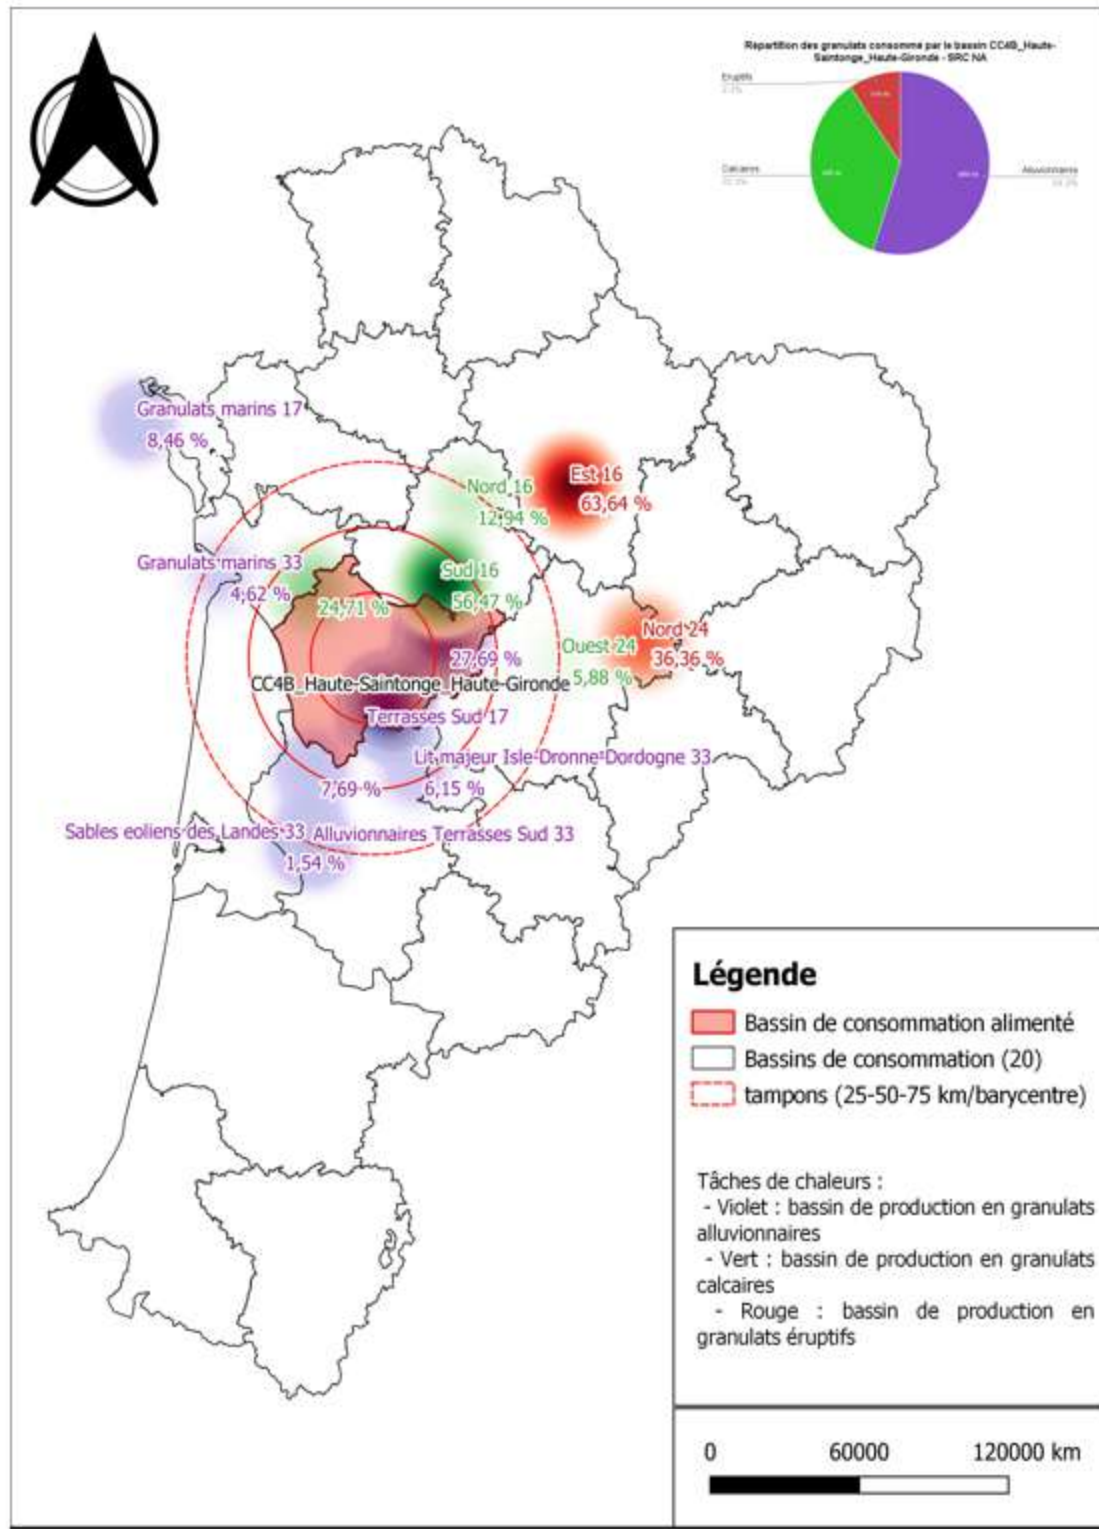 Répartition des granulats consommé par le bassin CC4B_Haute-
Saintonge_Haute-Gironde - SRC NA
Eruptifs
Calcaires
Alluvionnaires
Granulats marins 17
8,46 %
Est 16
63,64 %
Nord 16
12,94 %
Granulats marins 33
4,62 %
Sud 16
56,47 %
24,71 %
Nord 24
36,36 %
Ouest 24
5,88 %
27,69 %
CC4B_Haute-Saintonge_Haute-Gironde
Terrasses Sud 17
Lit majeur Isle-Dronne-Dordogne 33
7,69 %
6,15 %
Sables eoliens des Landes 33
Alluvionnaires Terrasses Sud 33
1,54 %
Légende
Bassin de consommation alimenté
Bassins de consommation (20)
tampons (25-50-75 km/barycentre)
Tâches de chaleurs :
- Violet : bassin de production en granulats
alluvionnaires
- Vert : bassin de production en granulats
calcaires
- Rouge : bassin de production en
granulats éruptifs
0 60000 120000 km